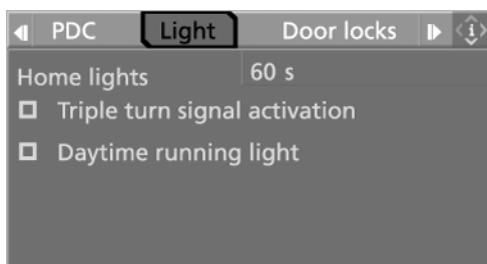 PDC Light Door locks i
Home lights 60 s
Triple turn signal activation
Daytime running light